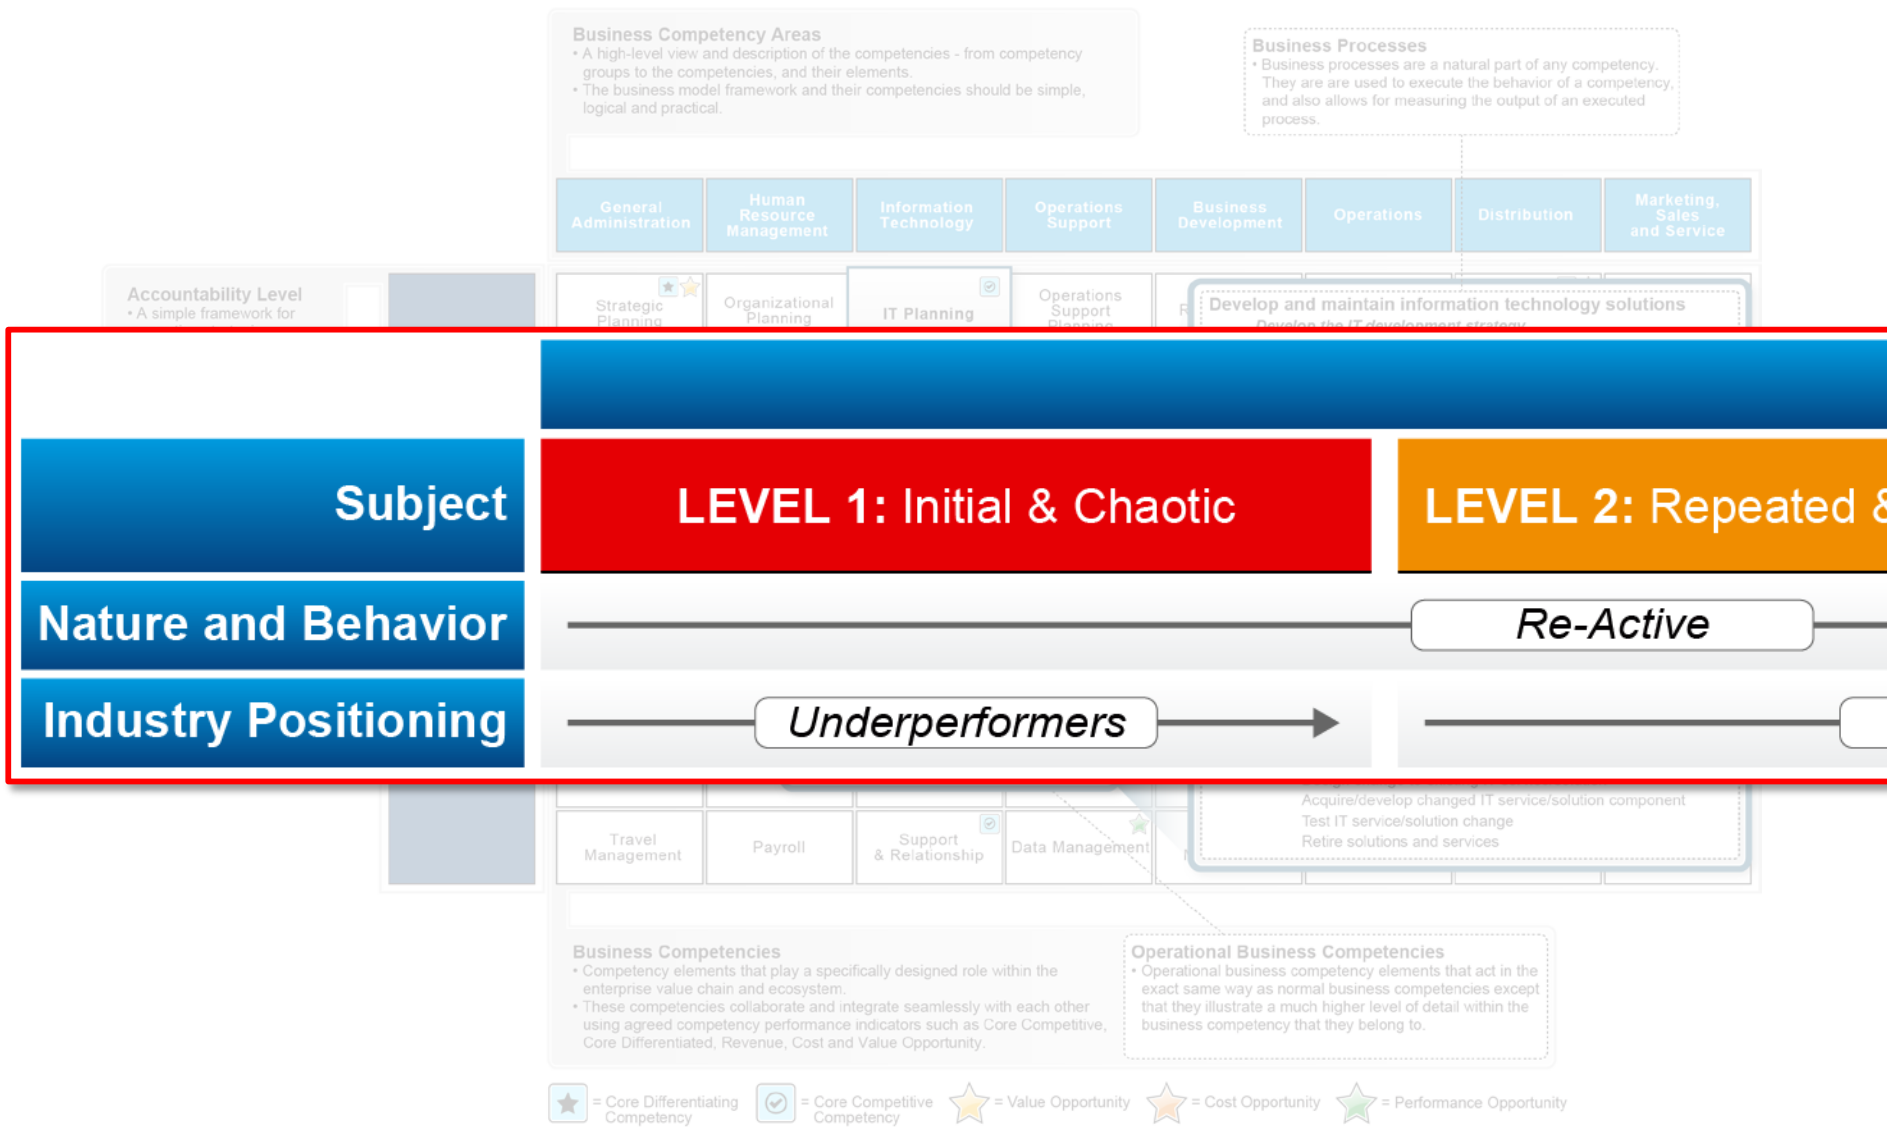 Business Competency Areas
• A high-level view and description of the competencies - from competency
groups to the competencies, and their elements.
• The business model framework and their competencies should be simple,
logical and practical.
Business Processes
• Business processes are a natural part of any competency.
They are are used to execute the behavior of a competency,
and also allows for measuring the output of an executed
process.
General
Administration
Human
Resource
Management
Information
Technology
Operations
Support
Business
Development
Operations
Distribution
Marketing,
Sales
and Service
Accountability Level
• A simple framework for
Strategic
Planning
Organizational
Planning
IT Planning
Operations
Support
Planning
Develop and maintain information technology solutions
Develop the IT development strategy
Subject
LEVEL 1: Initial & Chaotic
LEVEL 2: Repeated &
Nature and Behavior
Re-Active
Industry Positioning
Underperformers
Acquire/develop changed IT service/solution component
Test IT service/solution change
Retire solutions and services
Travel
Management
Payroll
Support
& Relationship
Data Management
Business Competencies
• Competency elements that play a specifically designed role within the
enterprise value chain and ecosystem.
• These competencies collaborate and integrate seamlessly with each other
using agreed competency performance indicators such as Core Competitive,
Core Differentiated, Revenue, Cost and Value Opportunity.
Operational Business Competencies
• Operational business competency elements that act in the
exact same way as normal business competencies except
that they illustrate a much higher level of detail within the
business competency that they belong to.
= Core Differentiating
Competency
= Core Competitive
Competency
= Value Opportunity
= Cost Opportunity
= Performance Opportunity